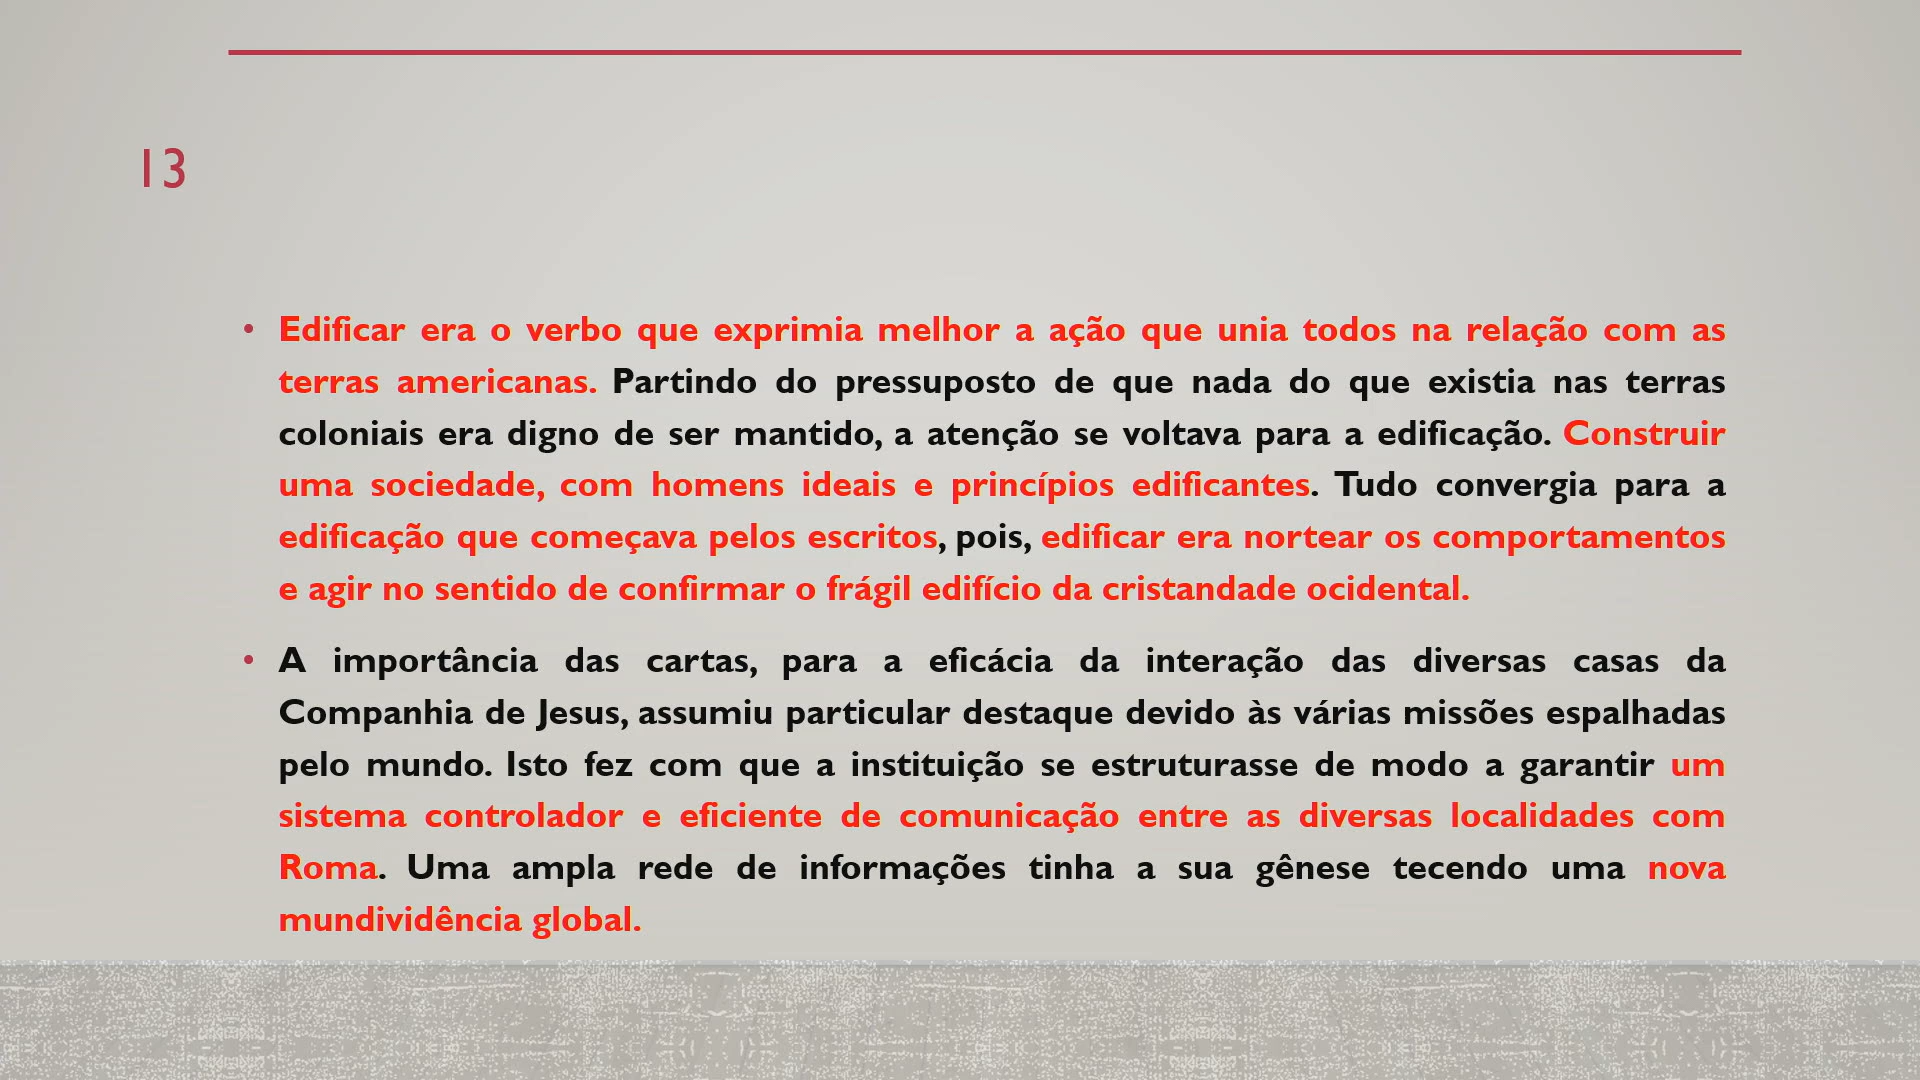 13
• Edificar era o verbo que exprimia melhor a ação que unia todos na relação com as
terras americanas. Partindo do pressuposto de que nada do que existia nas terras
coloniais era digno de ser mantido, a atenção se voltava para a edificação. Construir
uma sociedade, com homens ideais e princípios edificantes. Tudo convergia para a
edificação que começava pelos escritos, pois, edificar era nortear os comportamentos
e agir no sentido de confirmar o frágil edifício da cristandade ocidental.
• A importância das cartas, para a eficácia da interação das diversas casas da
Companhia de Jesus, assumiu particular destaque devido às várias missões espalhadas
pelo mundo. Isto fez com que a instituição se estruturasse de modo a garantir um
sistema controlador e eficiente de comunicação entre as diversas localidades com
Roma. Uma ampla rede de informações tinha a sua gênese tecendo uma nova
mundividência global.